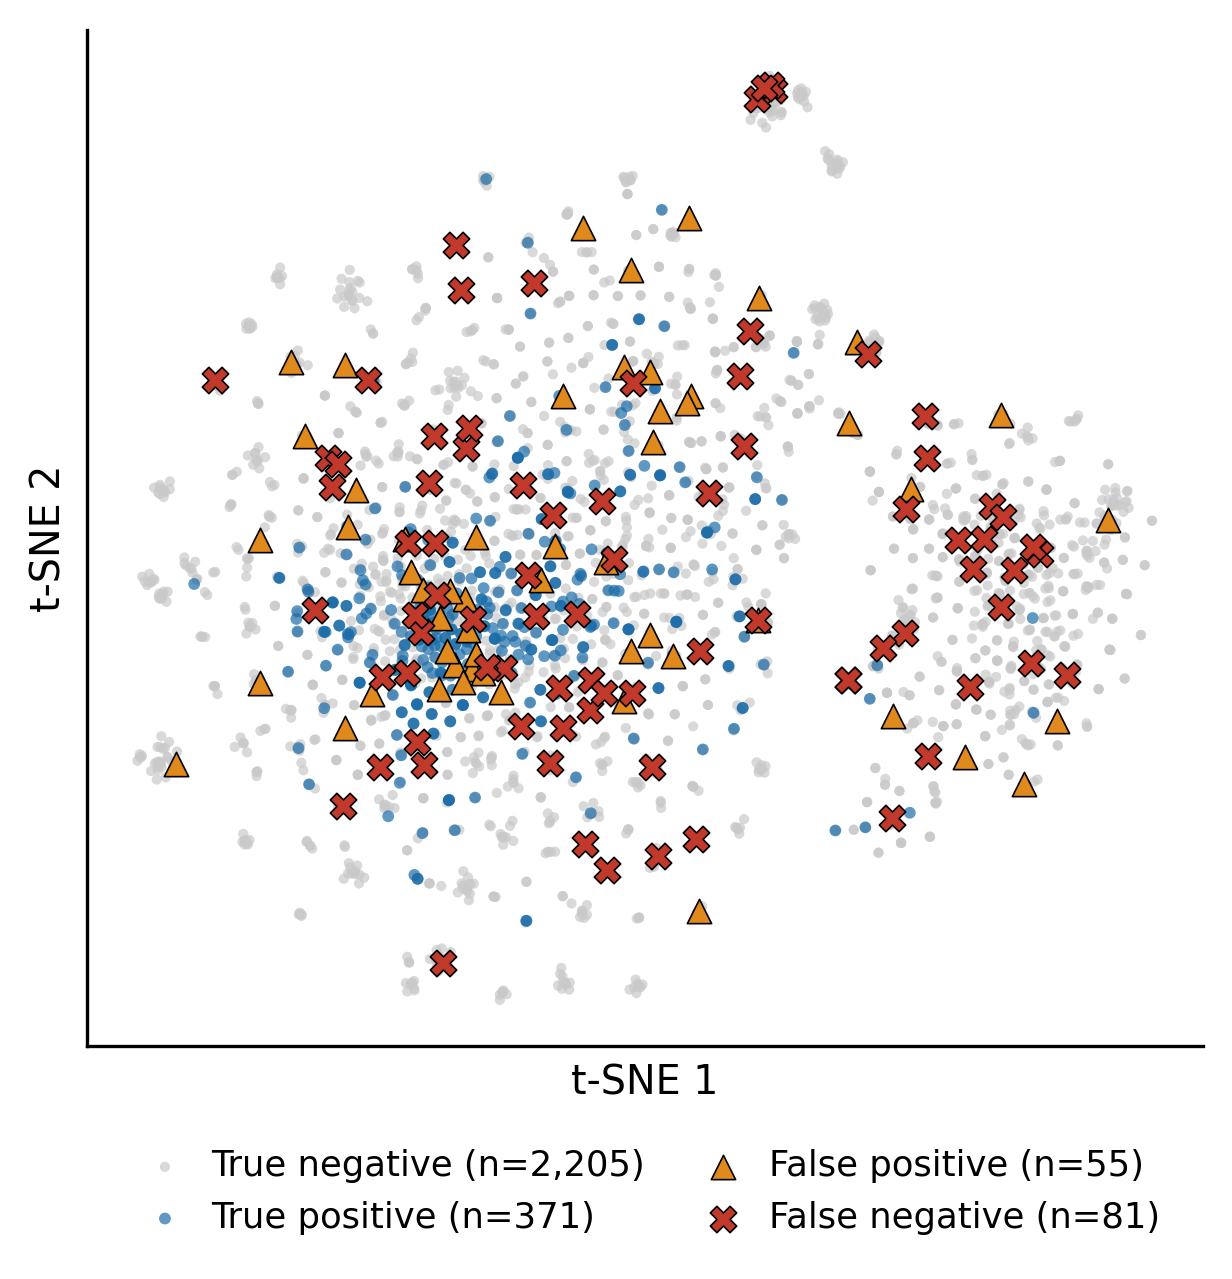 t-SNE 2
t-SNE 1
True negative (n=2,205)
True positive (n=371)
False positive (n=55)
False negative (n=81)